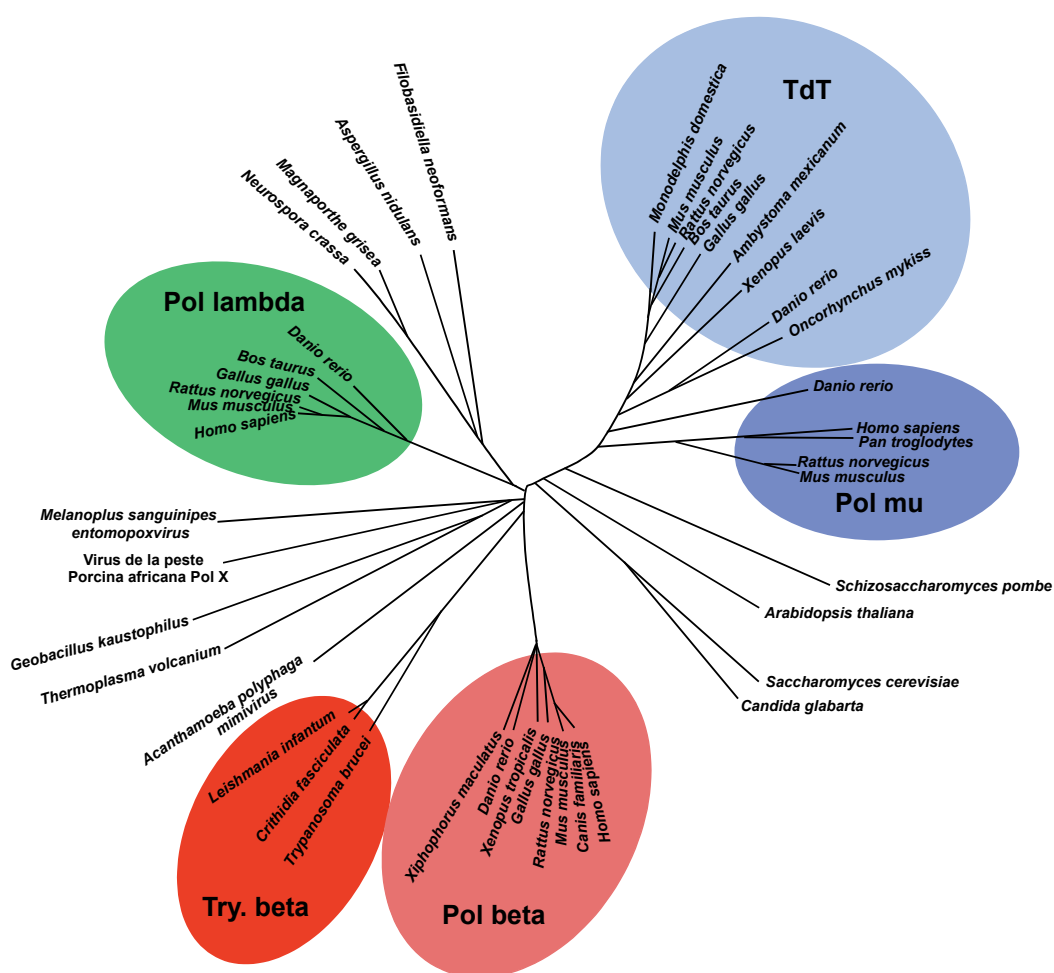 TdT
Monodelphis domestica
Mus musculus
Rattus norvegicus
Bos taurus
Gallus gallus
Ambystoma mexicanum
Xenopus laevis
Danio rerio
Oncorhynchus mykiss
Filobasidiella neoformans
Aspergillus nidulans
Magnaporthe grisea
Neurospora crassa
Pol lambda
Danio rerio
Bos taurus
Gallus gallus
Rattus norvegicus
Mus musculus
Homo sapiens
Danio rerio
Homo sapiens
Pan troglodytes
Rattus norvegicus
Mus musculus
Pol mu
Melanoplus sanguinipes
entomopoxvirus
Virus de la peste
Porcina africana Pol X
Geobacillus kaustophilus
Thermoplasma volcanium
Acanthamoeba polyphaga
mimivirus
Schizosaccharomyces pombe
Arabidopsis thaliana
Saccharomyces cerevisiae
Candida glabarta
Leishmania infantum
Crithidia fasciculata
Trypanosoma brucei
Try. beta
Xiphophorus maculatus
Danio rerio
Xenopus tropicalis
Gallus gallus
Rattus norvegicus
Mus musculus
Canis familiaris
Homo sapiens
Pol beta